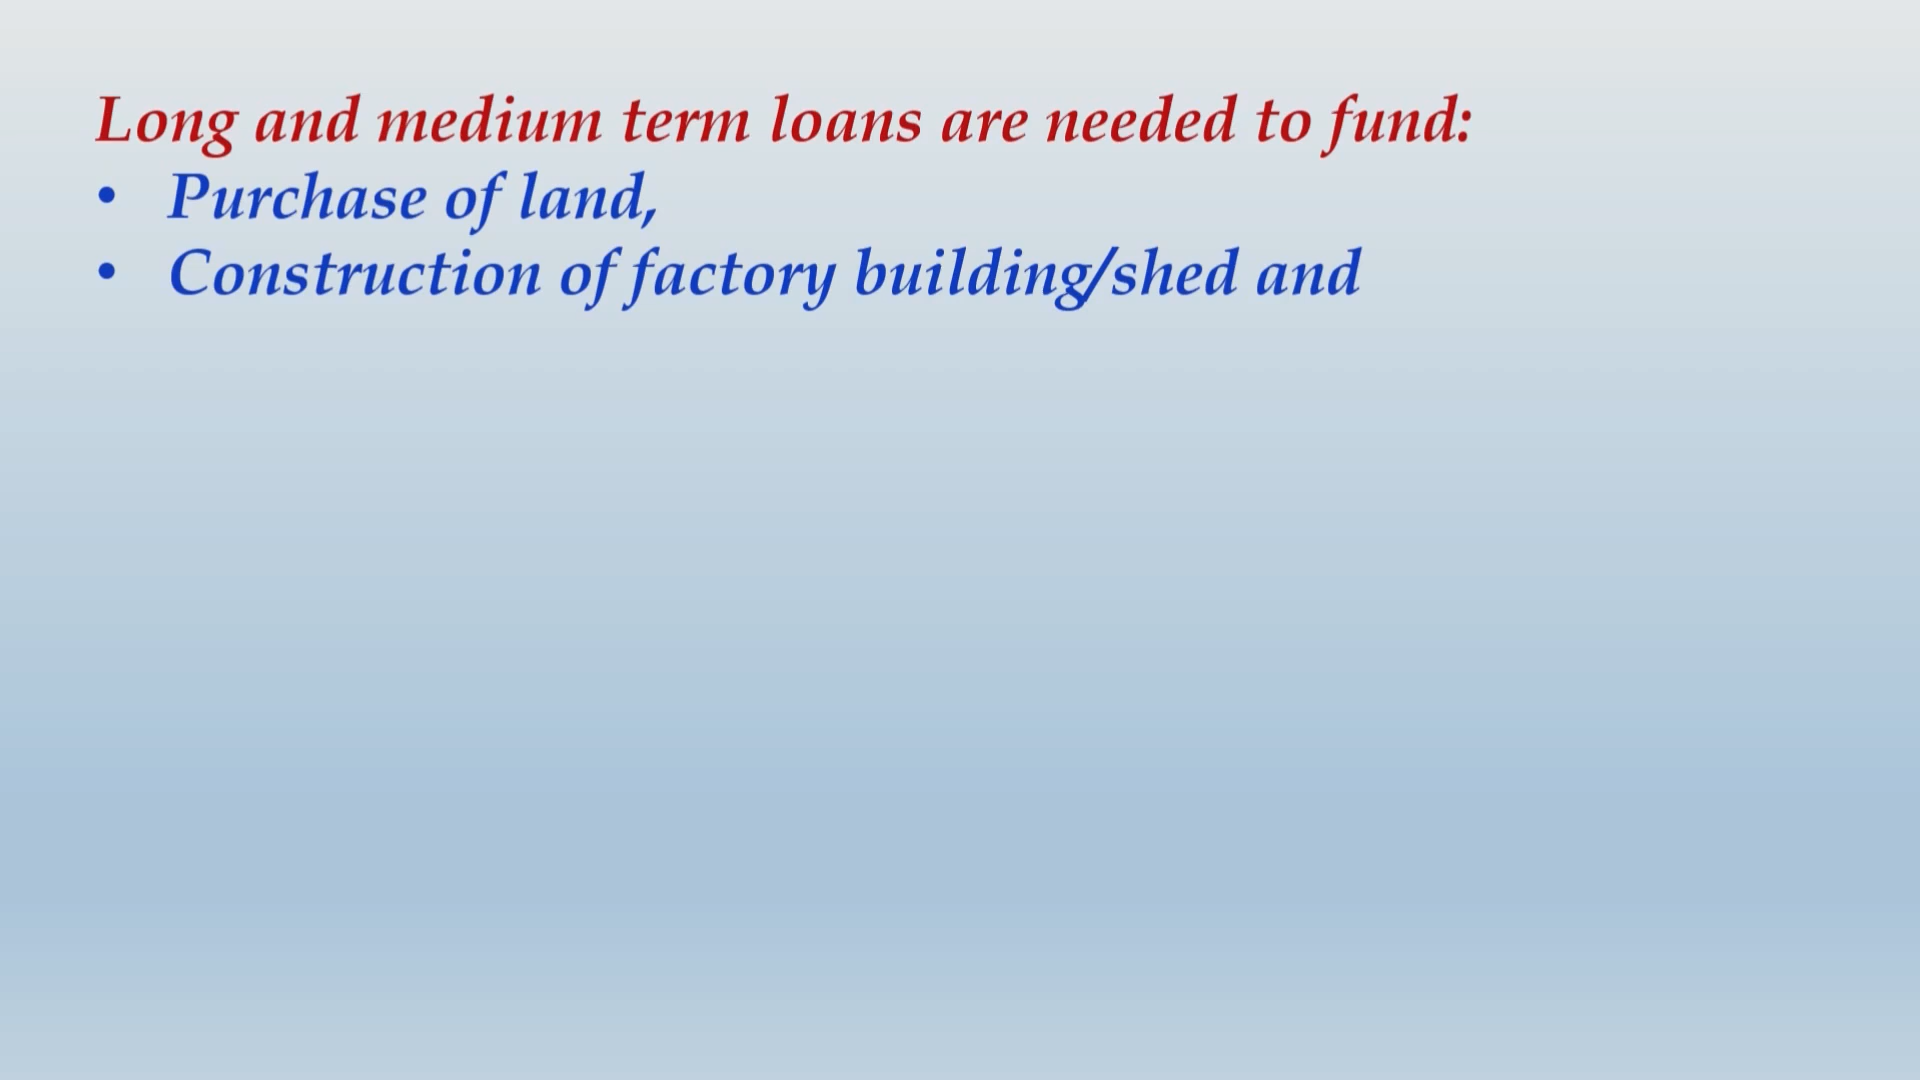 Long and medium term loans are needed to fund:
• Purchase of land,
• Construction of factory building/shed and